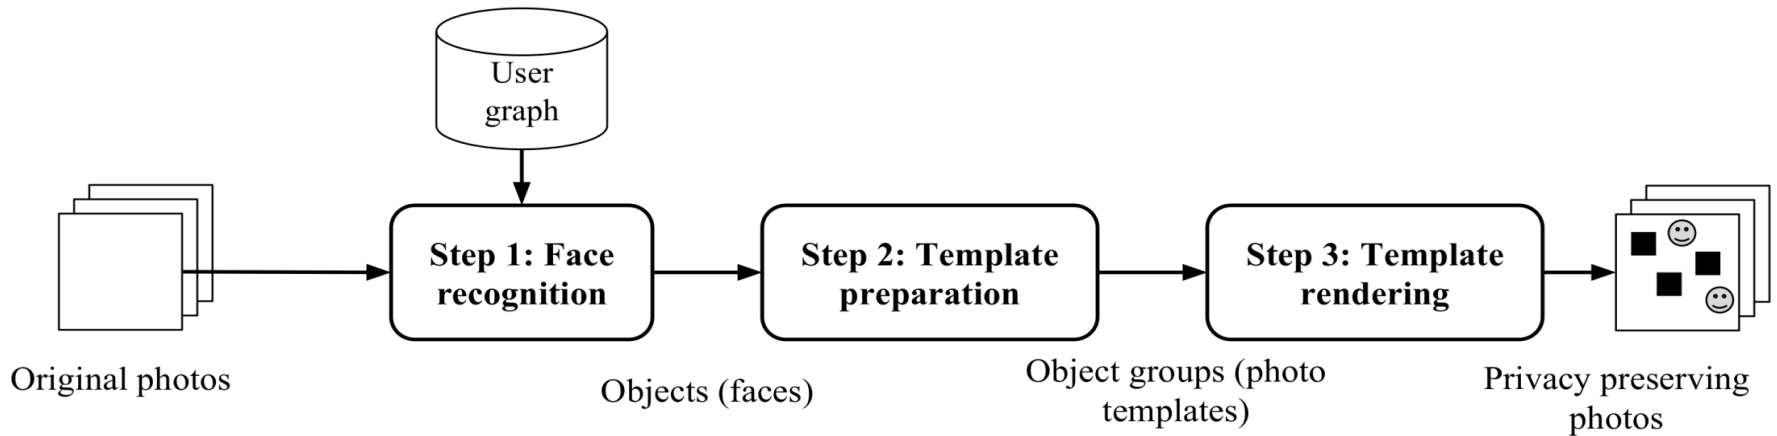 User
graph
Step 1: Face
recognition
Step 2: Template
preparation
Step 3: Template
rendering
Original photos
Objects (faces)
Object groups (photo
templates)
Privacy preserving
photos